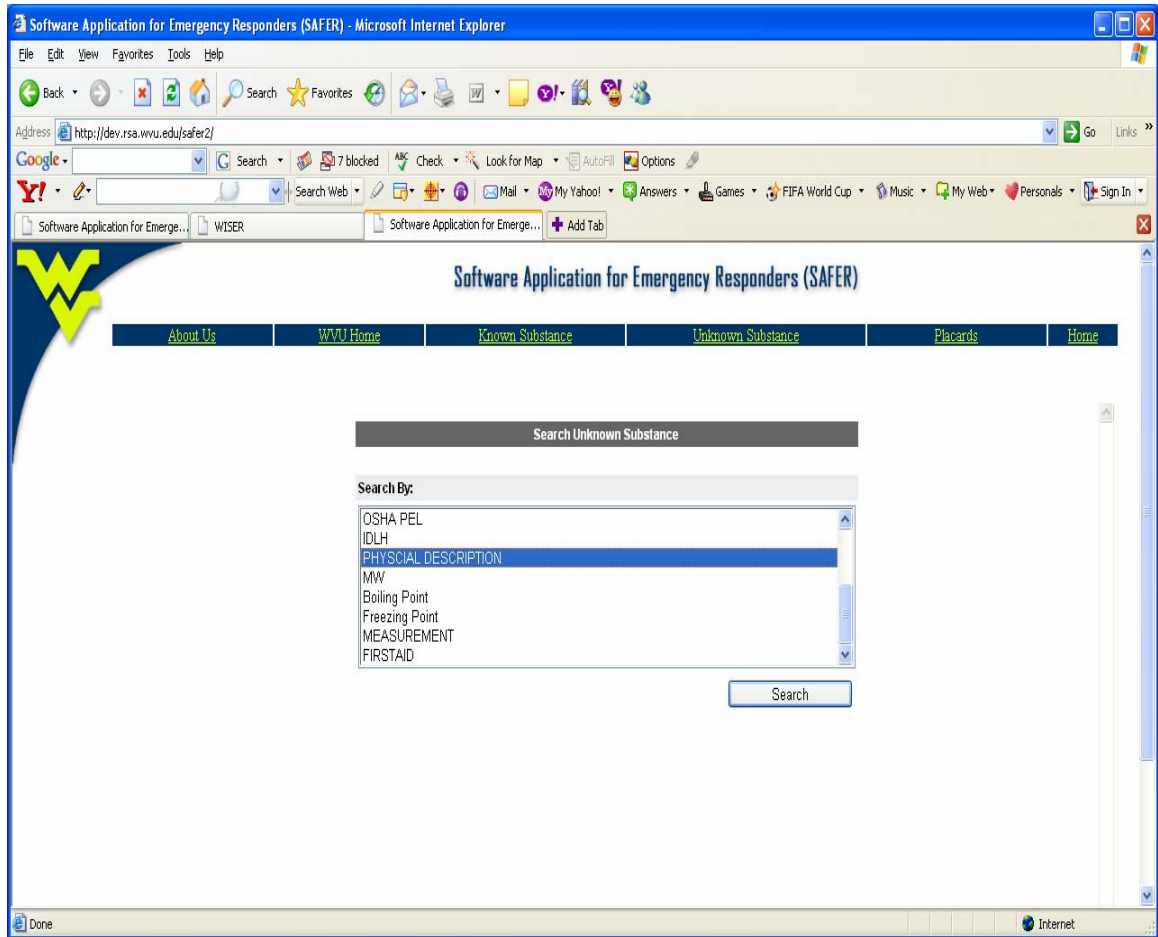 Software Application for Emergency Responders (SAFER) - Microsoft Internet Explorer
File Edit View Favorites Tools Help
Back Search Favorites W Y!
Address http://dev.rsa.wvu.edu/safer2/ Go Links »
Google G Search 7 blocked ABC Check Look for Map AutoFill Options
Y! Search Web Mail My Yahoo! Answers Games FIFA World Cup Music My Web Personals Sign In
Software Application for Emerge... WISER Software Application for Emerge... Add Tab
Software Application for Emergency Responders (SAFER)
About Us WVU Home Known Substance Unknown Substance Placards Home
Search Unknown Substance
Search By:
OSHA PEL
IDLH
PHYSCIAL DESCRIPTION
MW
Boiling Point
Freezing Point
MEASUREMENT
FIRSTAID
Search
Done Internet